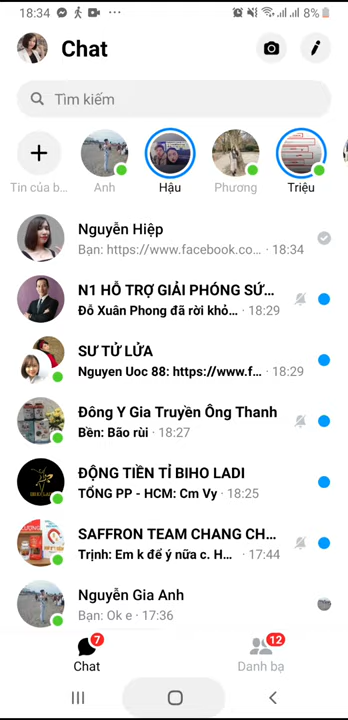 18:34
8%
Chat
Tìm kiếm
Tin của b...
Anh
Hậu
Phương
Triệu
Nguyễn Hiệp
Bạn: https://www.facebook.co... · 18:34
N1 HỖ TRỢ GIẢI PHÓNG SỨ...
Đỗ Xuân Phong đã rời khỏ... · 18:29
SƯ TỬ LỬA
Nguyen Uoc 88: https://www.f... · 18:29
Đông Y Gia Truyền Ông Thanh
Bền: Bão rùi · 18:27
ĐỘNG TIỀN TỈ BIHO LADI
TỔNG PP - HCM: Cm Vy · 18:25
SAFFRON TEAM CHANG CH...
Trịnh: Em k để ý nữa c. H... · 17:44
Nguyễn Gia Anh
Bạn: Ok e · 17:36
7
12
Chat
Danh bạ